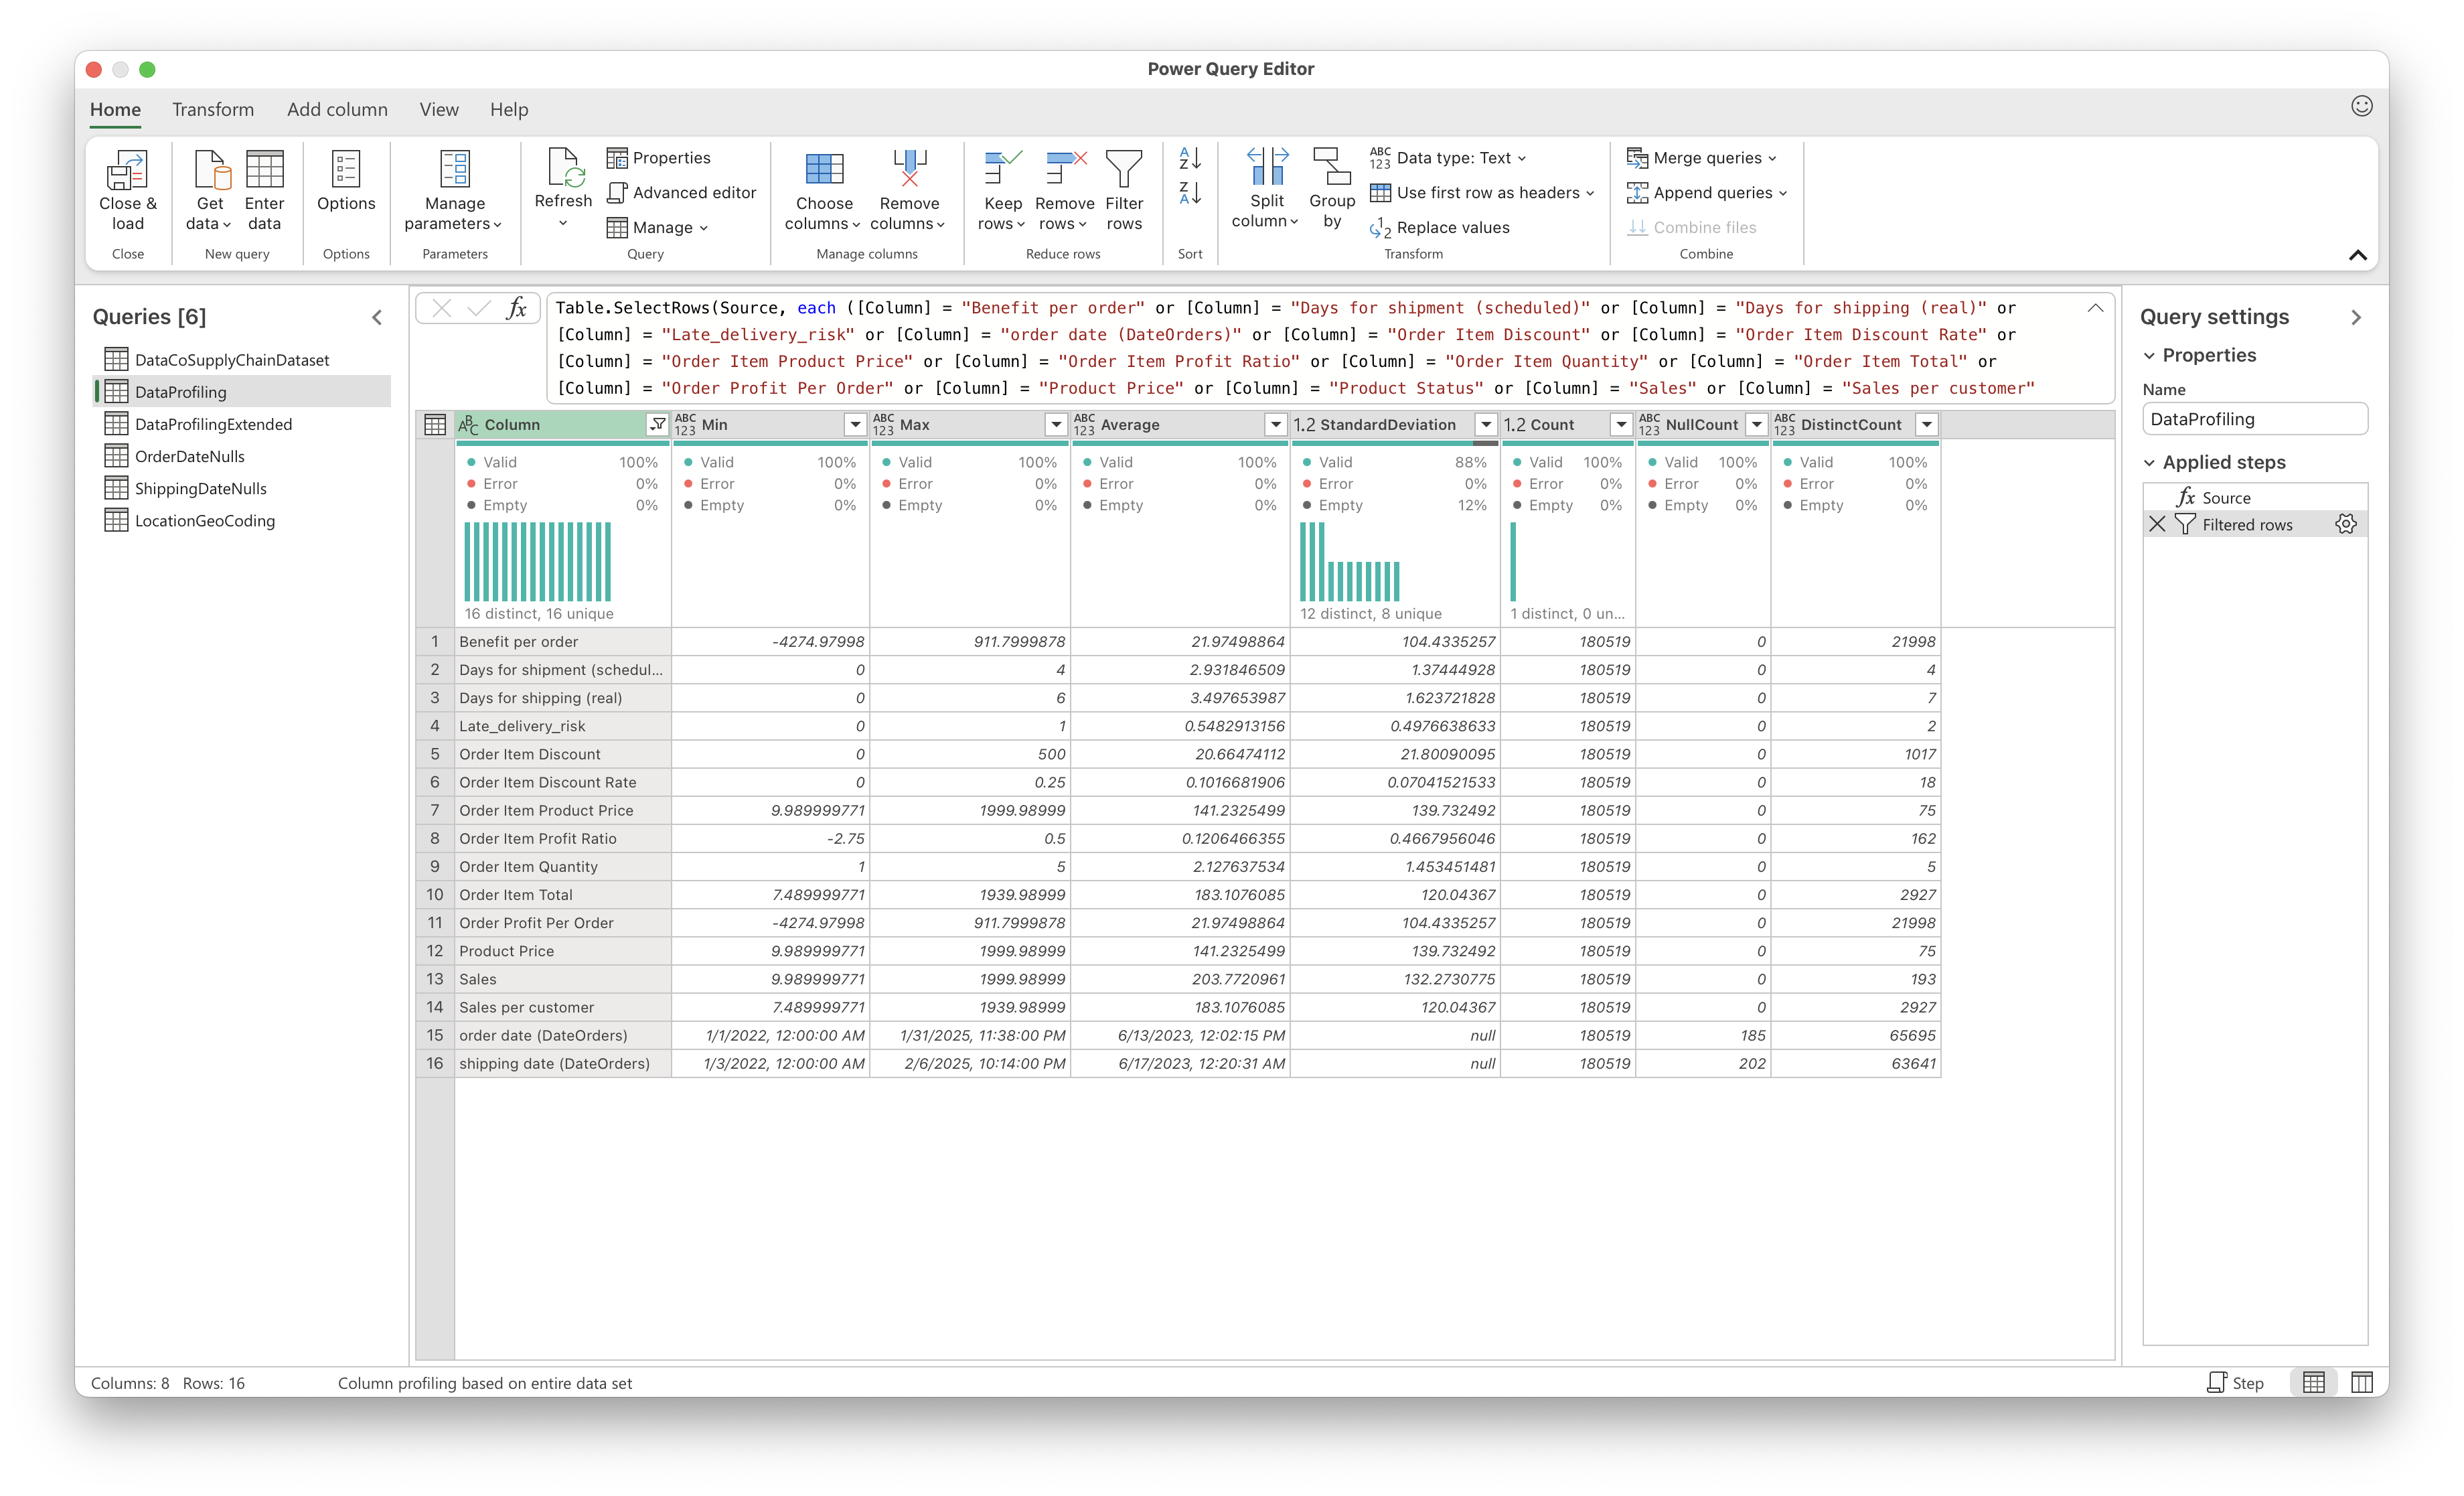 Power Query Editor
Home Transform Add column View Help
Close & load
Close
Get data
Enter data
New query
Options
Options
Manage parameters
Parameters
Refresh
Properties
Advanced editor
Manage
Query
Choose columns
Remove columns
Manage columns
Keep rows
Remove rows
Filter rows
Reduce rows
A Z
Z A
Sort
Split column
Group by
ABC 123 Data type: Text
Use first row as headers
1 2 Replace values
Transform
Merge queries
Append queries
Combine files
Combine
Queries [6]
DataCoSupplyChainDataset
DataProfiling
DataProfilingExtended
OrderDateNulls
ShippingDateNulls
LocationGeoCoding
fx
Table.SelectRows(Source, each ([Column] = "Benefit per order" or [Column] = "Days for shipment (scheduled)" or [Column] = "Days for shipping (real)" or
[Column] = "Late_delivery_risk" or [Column] = "order date (DateOrders)" or [Column] = "Order Item Discount" or [Column] = "Order Item Discount Rate" or
[Column] = "Order Item Product Price" or [Column] = "Order Item Profit Ratio" or [Column] = "Order Item Quantity" or [Column] = "Order Item Total" or
[Column] = "Order Profit Per Order" or [Column] = "Product Price" or [Column] = "Product Status" or [Column] = "Sales" or [Column] = "Sales per customer"
ABC Column ABC 123 Min ABC 123 Max ABC 123 Average 1.2 StandardDeviation 1.2 Count ABC 123 NullCount ABC 123 DistinctCount
Valid 100% Valid 100% Valid 100% Valid 100% Valid 88% Valid 100% Valid 100% Valid 100%
Error 0% Error 0% Error 0% Error 0% Error 0% Error 0% Error 0% Error 0%
Empty 0% Empty 0% Empty 0% Empty 0% Empty 12% Empty 0% Empty 0% Empty 0%
16 distinct, 16 unique 12 distinct, 8 unique 1 distinct, 0 un...
1 Benefit per order -4274.97998 911.7999878 21.97498864 104.4335257 180519 0 21998
2 Days for shipment (schedul... 0 4 2.931846509 1.37444928 180519 0 4
3 Days for shipping (real) 0 6 3.497653987 1.623721828 180519 0 7
4 Late_delivery_risk 0 1 0.5482913156 0.4976638633 180519 0 2
5 Order Item Discount 0 500 20.66474112 21.80090095 180519 0 1017
6 Order Item Discount Rate 0 0.25 0.1016681906 0.07041521533 180519 0 18
7 Order Item Product Price 9.989999771 1999.98999 141.2325499 139.732492 180519 0 75
8 Order Item Profit Ratio -2.75 0.5 0.1206466355 0.4667956046 180519 0 162
9 Order Item Quantity 1 5 2.127637534 1.453451481 180519 0 5
10 Order Item Total 7.489999771 1939.98999 183.1076085 120.04367 180519 0 2927
11 Order Profit Per Order -4274.97998 911.7999878 21.97498864 104.4335257 180519 0 21998
12 Product Price 9.989999771 1999.98999 141.2325499 139.732492 180519 0 75
13 Sales 9.989999771 1999.98999 203.7720961 132.2730775 180519 0 193
14 Sales per customer 7.489999771 1939.98999 183.1076085 120.04367 180519 0 2927
15 order date (DateOrders) 1/1/2022, 12:00:00 AM 1/31/2025, 11:38:00 PM 6/13/2023, 12:02:15 PM null 180519 185 65695
16 shipping date (DateOrders) 1/3/2022, 12:00:00 AM 2/6/2025, 10:14:00 PM 6/17/2023, 12:20:31 AM null 180519 202 63641
Query settings
Properties
Name
DataProfiling
Applied steps
fx Source
Filtered rows
Columns: 8 Rows: 16 Column profiling based on entire data set Step